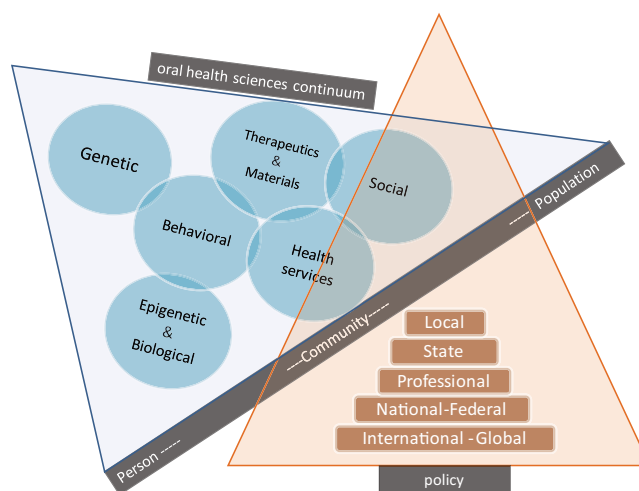 oral health sciences continuum
Genetic
Therapeutics
&
Materials
Social
Behavioral
Health
services
Epigenetic
&
Biological
Person -----
----Community-----
----- Population
Local
State
Professional
National-Federal
International -Global
policy